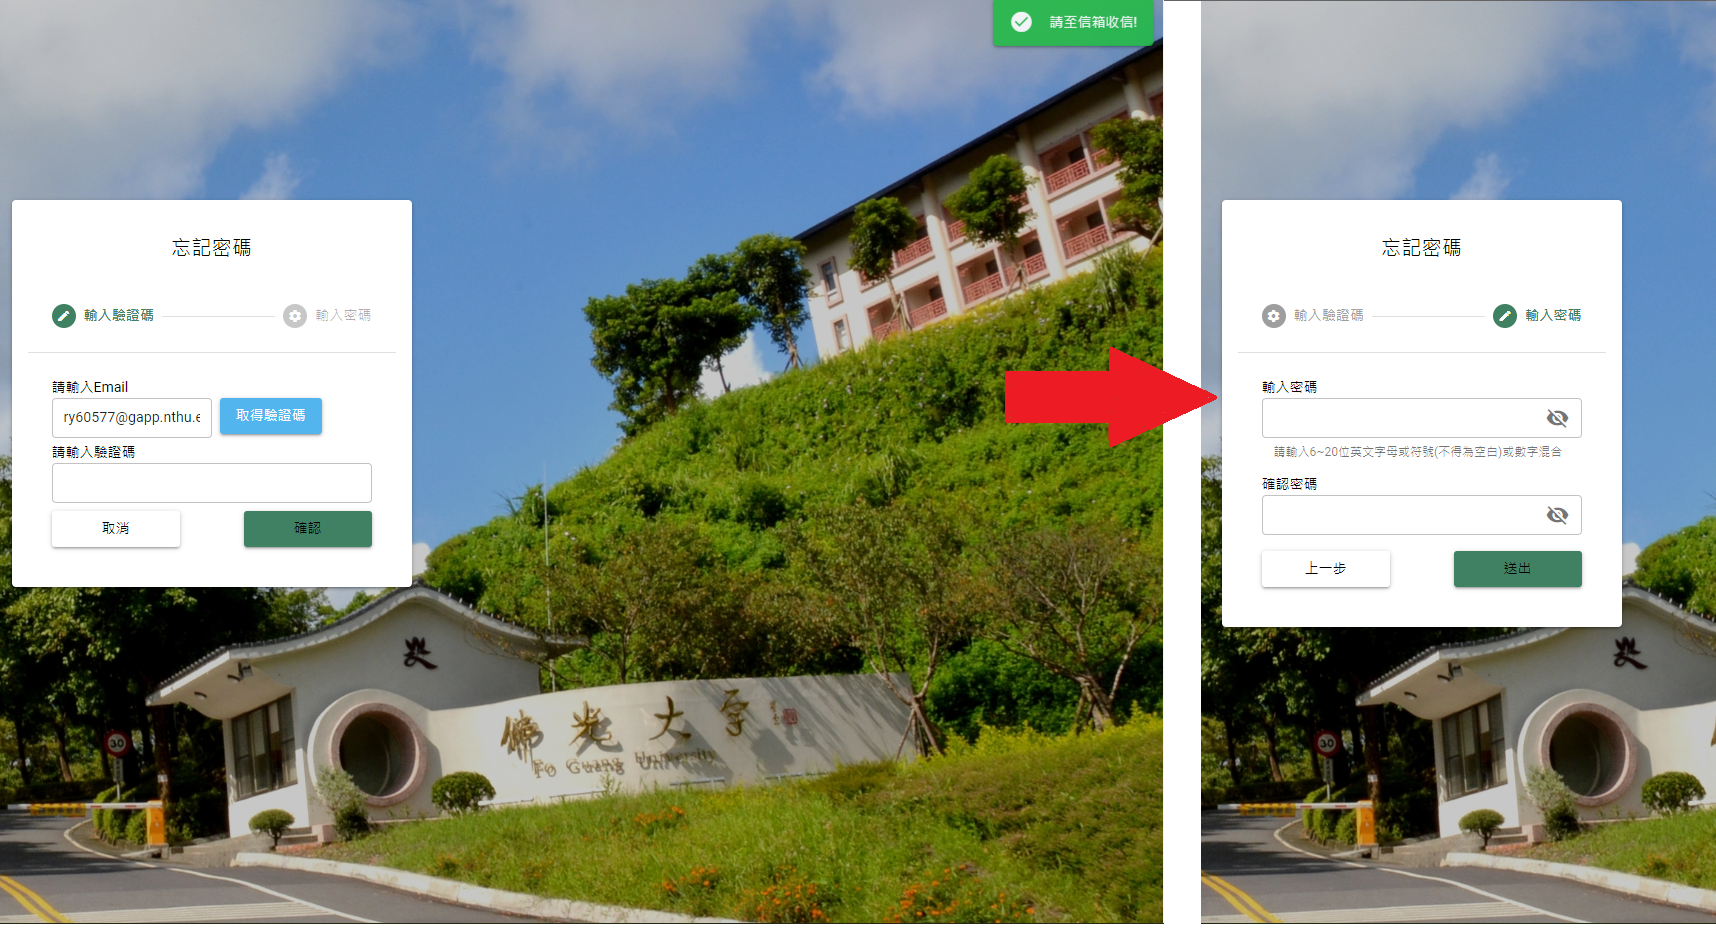 請至信箱收信!
忘記密碼
輸入驗證碼
輸入密碼
請輸入Email
ry60577@gapp.nthu.e
取得驗證碼
請輸入驗證碼
取消
確認
佛光大學
Fo Guang University
30
忘記密碼
輸入驗證碼
輸入密碼
輸入密碼
請輸入6~20位英文字母或符號(不得為空白)或數字混合
確認密碼
上一步
送出
30